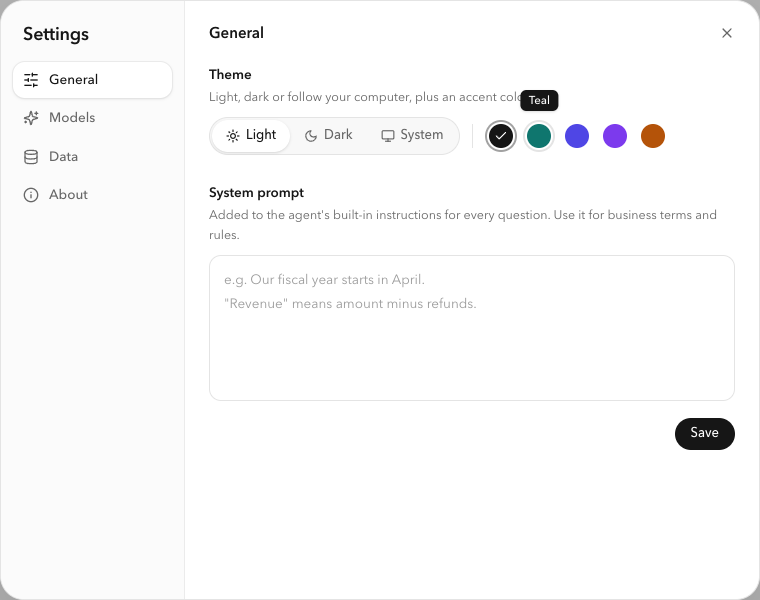 Settings
General
Models
Data
About
General
Theme
Light, dark or follow your computer, plus an accent
Teal
Light
Dark
System
System prompt
Added to the agent's built-in instructions for every question. Use it for business terms and
rules.
e.g. Our fiscal year starts in April.
"Revenue" means amount minus refunds.
Save